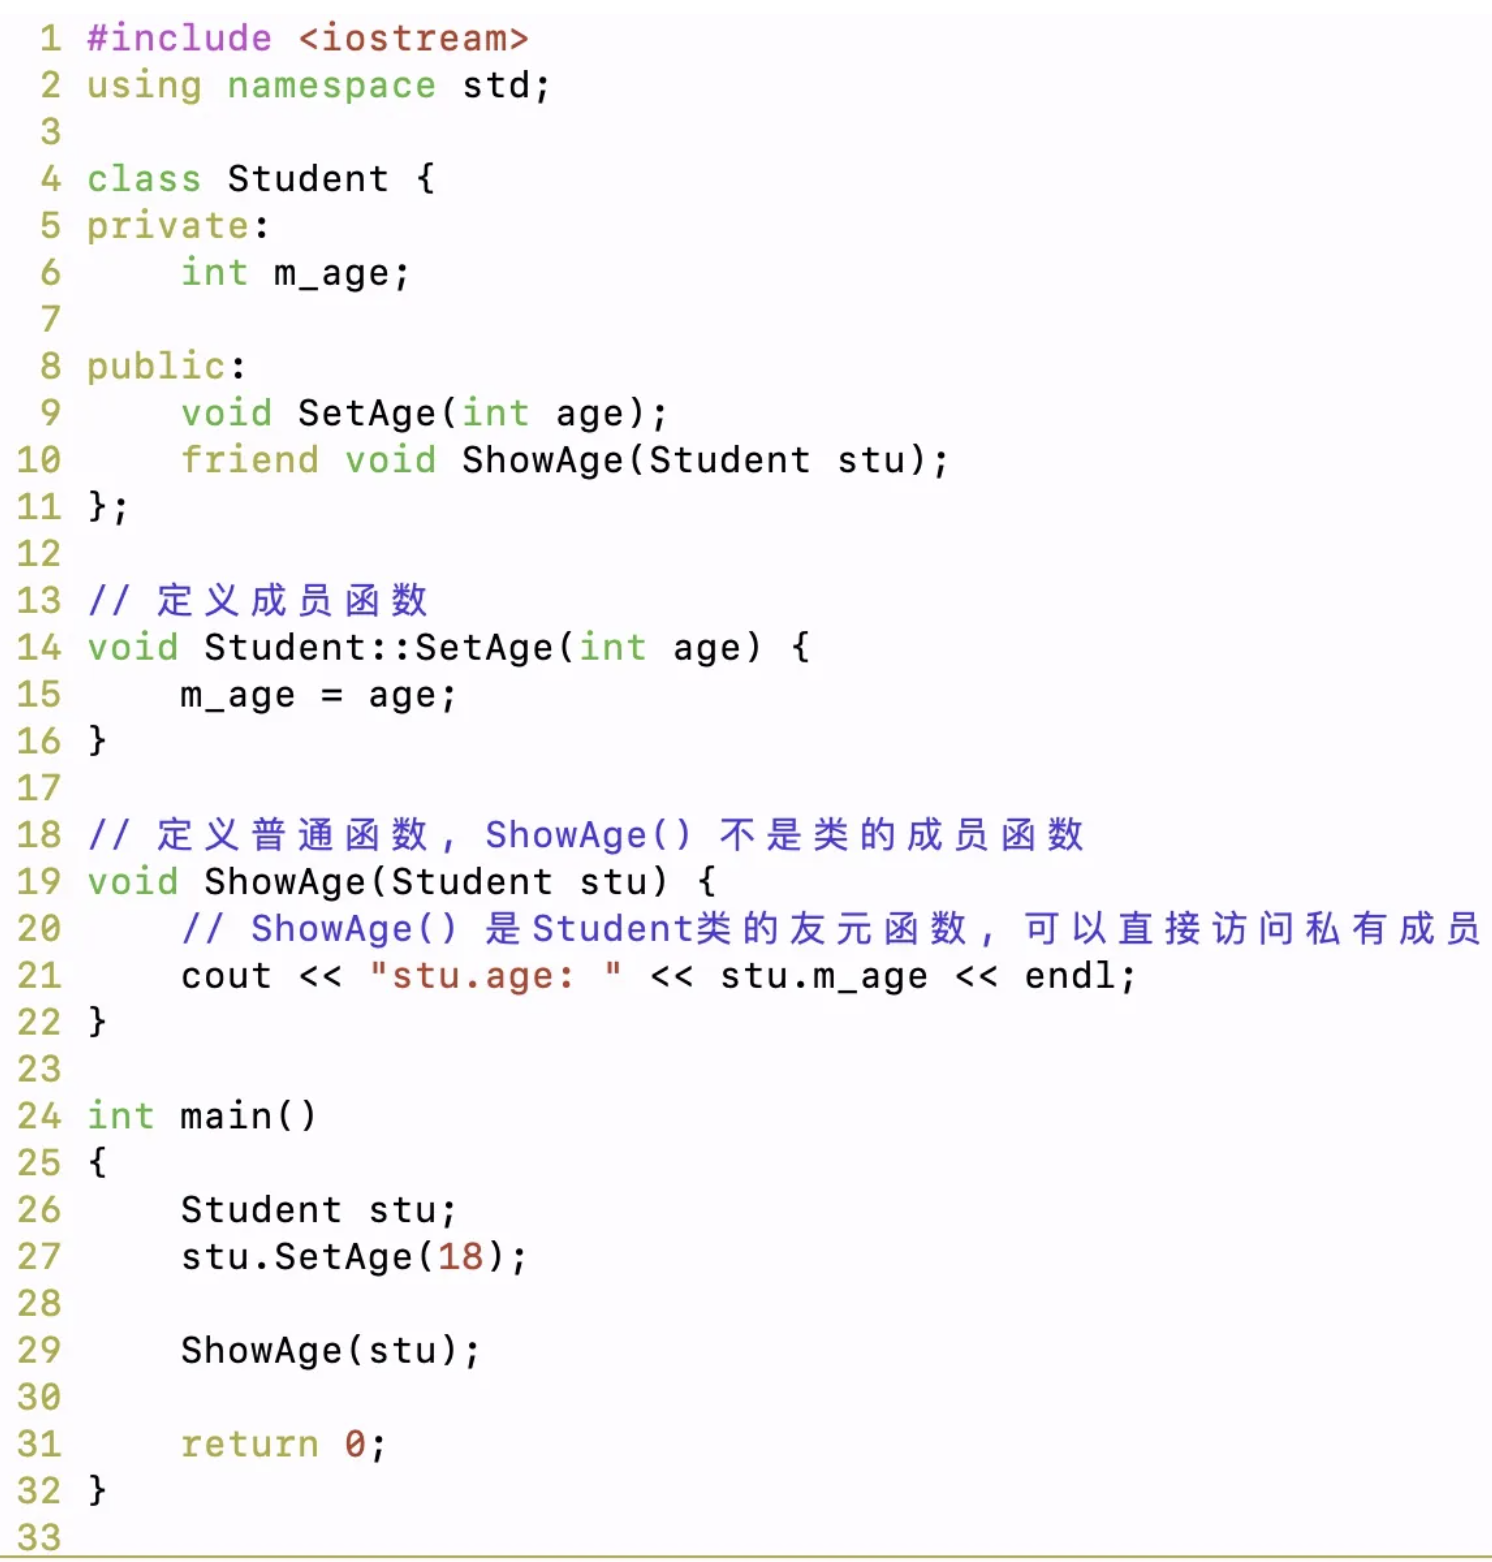 1 #include <iostream>
2 using namespace std;
3
4 class Student {
5 private:
6     int m_age;
7
8 public:
9     void SetAge(int age);
10     friend void ShowAge(Student stu);
11 };
12
13 // 定义成员函数
14 void Student::SetAge(int age) {
15     m_age = age;
16 }
17
18 // 定义普通函数, ShowAge() 不是类的成员函数
19 void ShowAge(Student stu) {
20     // ShowAge() 是Student类的友元函数, 可以直接访问私有成员
21     cout << "stu.age: " << stu.m_age << endl;
22 }
23
24 int main()
25 {
26     Student stu;
27     stu.SetAge(18);
28
29     ShowAge(stu);
30
31     return 0;
32 }
33